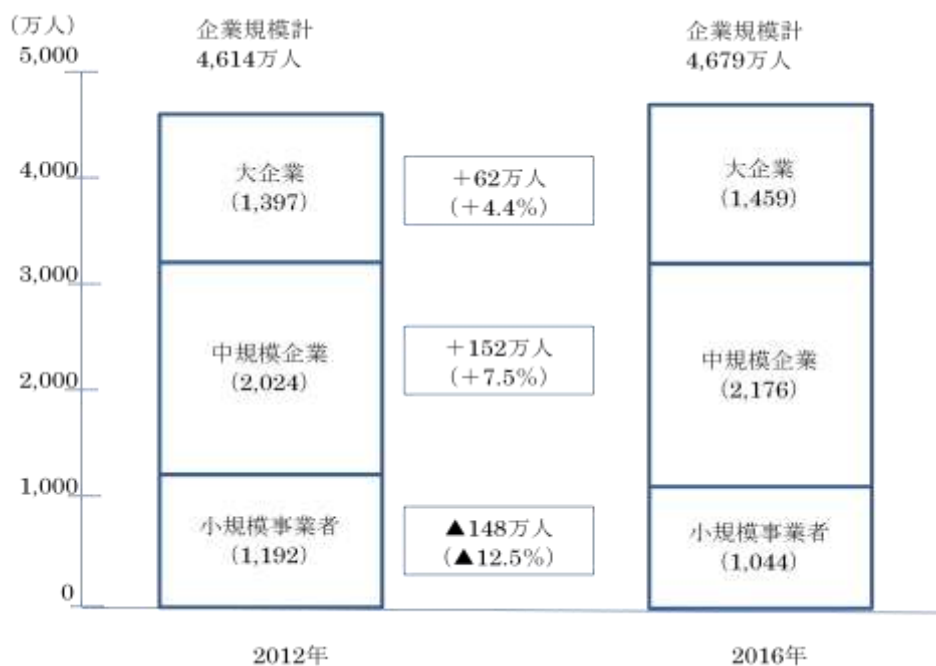 (万人)
5,000
4,000
3,000
2,000
1,000
0
企業規模計
4,614万人
大企業
(1,397)
中規模企業
(2,024)
小規模事業者
(1,192)
2012年
+62万人
(+4.4%)
+152万人
(+7.5%)
▲148万人
(▲12.5%)
企業規模計
4,679万人
大企業
(1,459)
中規模企業
(2,176)
小規模事業者
(1,044)
2016年